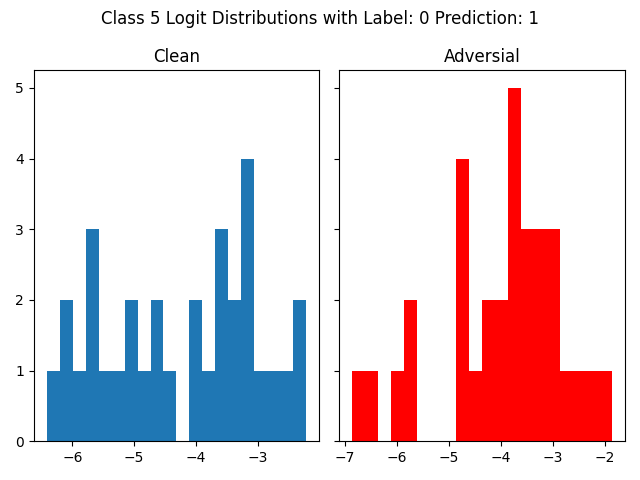 Class 5 Logit Distributions with Label: 0 Prediction: 1
Clean
Adversial
5
4
3
2
1
0
−6 −5 −4 −3
−7 −6 −5 −4 −3 −2